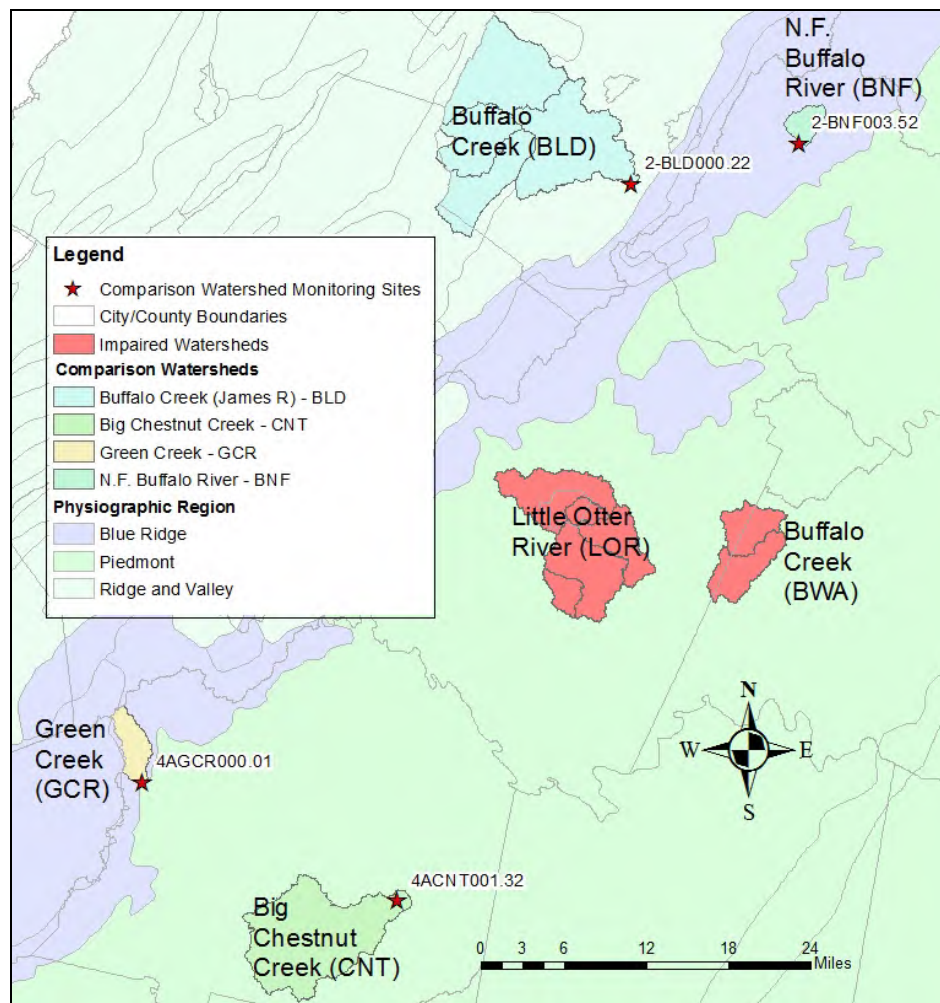 N.F.
Buffalo
River (BNF)
2-BNF003.52
Buffalo
Creek (BLD)
2-BLD000.22
Legend
Comparison Watershed Monitoring Sites
City/County Boundaries
Impaired Watersheds
Comparison Watersheds
Buffalo Creek (James R) - BLD
Big Chestnut Creek - CNT
Green Creek - GCR
N.F. Buffalo River - BNF
Physiographic Region
Blue Ridge
Piedmont
Ridge and Valley
Little Otter
River (LOR)
Buffalo
Creek
(BWA)
Green
Creek
(GCR)
4AGCR000.01
N
W E
S
4ACNT001.32
Big
Chestnut
Creek (CNT)
0 3 6 12 18 24
Miles